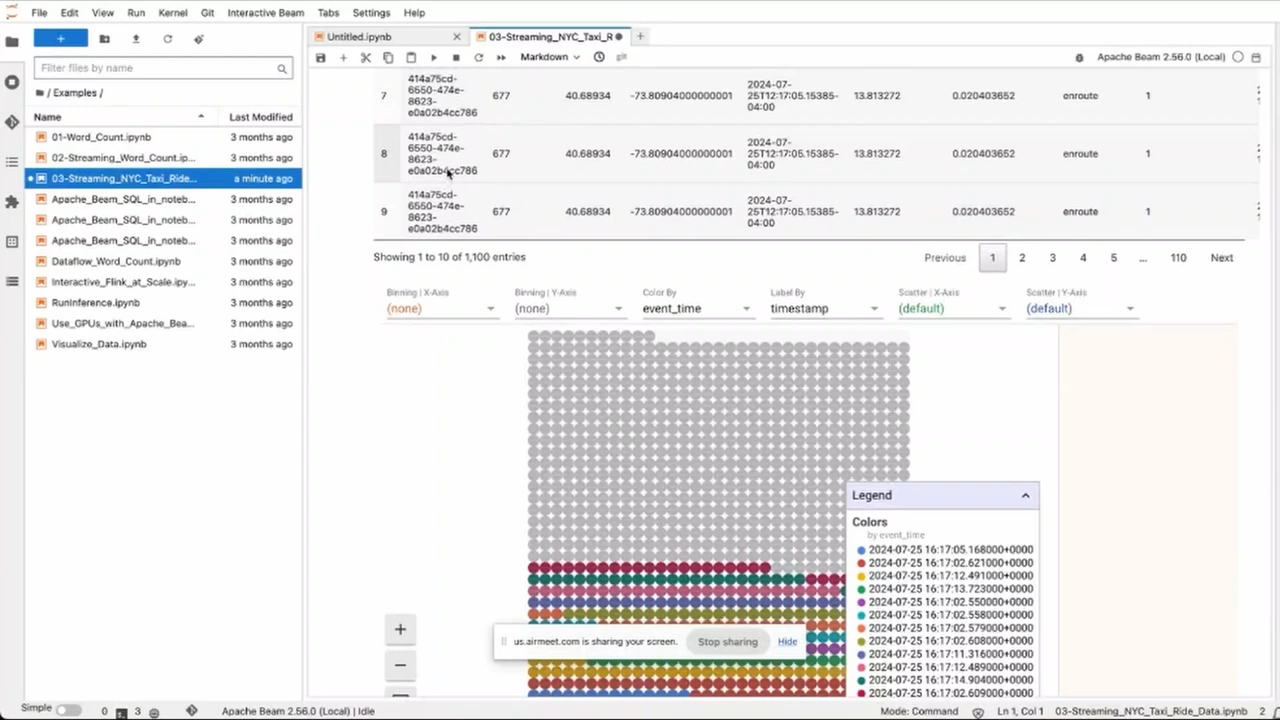 File Edit View Run Kernel Git Interactive Beam Tabs Settings Help
Untitled.ipynb
03-Streaming_NYC_Taxi_R
Filter files by name
Markdown
Apache Beam 2.56.0 (Local)
/ Examples /
Name Last Modified
01-Word_Count.ipynb 3 months ago
02-Streaming_Word_Count.ip... 3 months ago
03-Streaming_NYC_Taxi_Ride... a minute ago
Apache_Beam_SQL_in_noteb... 3 months ago
Apache_Beam_SQL_in_noteb... 3 months ago
Apache_Beam_SQL_in_noteb... 3 months ago
Dataflow_Word_Count.ipynb 3 months ago
Interactive_Flink_at_Scale.ipy... 3 months ago
RunInference.ipynb 3 months ago
Use_GPUs_with_Apache_Bea... 3 months ago
Visualize_Data.ipynb 3 months ago
414a75cd-
6550-474e-
8623-
e0a02b4cc786
7 677 40.68934 -73.80904000000001
2024-07-
25T12:17:05.15385-
04:00
13.813272 0.020403652 enroute 1
414a75cd-
6550-474e-
8623-
e0a02b4cc786
8 677 40.68934 -73.80904000000001
2024-07-
25T12:17:05.15385-
04:00
13.813272 0.020403652 enroute 1
414a75cd-
6550-474e-
8623-
e0a02b4cc786
9 677 40.68934 -73.80904000000001
2024-07-
25T12:17:05.15385-
04:00
13.813272 0.020403652 enroute 1
Showing 1 to 10 of 1,100 entries
Previous 1 2 3 4 5 ... 110 Next
Binning | X-Axis Binning | Y-Axis Color By Label By Scatter | X-Axis Scatter | Y-Axis
(none) (none) event_time timestamp (default) (default)
Legend
Colors
by event_time
2024-07-25 16:17:05.168000+0000
2024-07-25 16:17:02.621000+0000
2024-07-25 16:17:12.491000+0000
2024-07-25 16:17:13.723000+0000
2024-07-25 16:17:02.550000+0000
2024-07-25 16:17:02.558000+0000
2024-07-25 16:17:02.579000+0000
2024-07-25 16:17:02.608000+0000
2024-07-25 16:17:11.316000+0000
2024-07-25 16:17:12.489000+0000
2024-07-25 16:17:14.904000+0000
2024-07-25 16:17:02.609000+0000
us.airmeet.com is sharing your screen. Stop sharing Hide
Simple 0 3 Apache Beam 2.56.0 (Local) | Idle Mode: Command Ln 1, Col 1 03-Streaming_NYC_Taxi_Ride_Data.ipynb 2